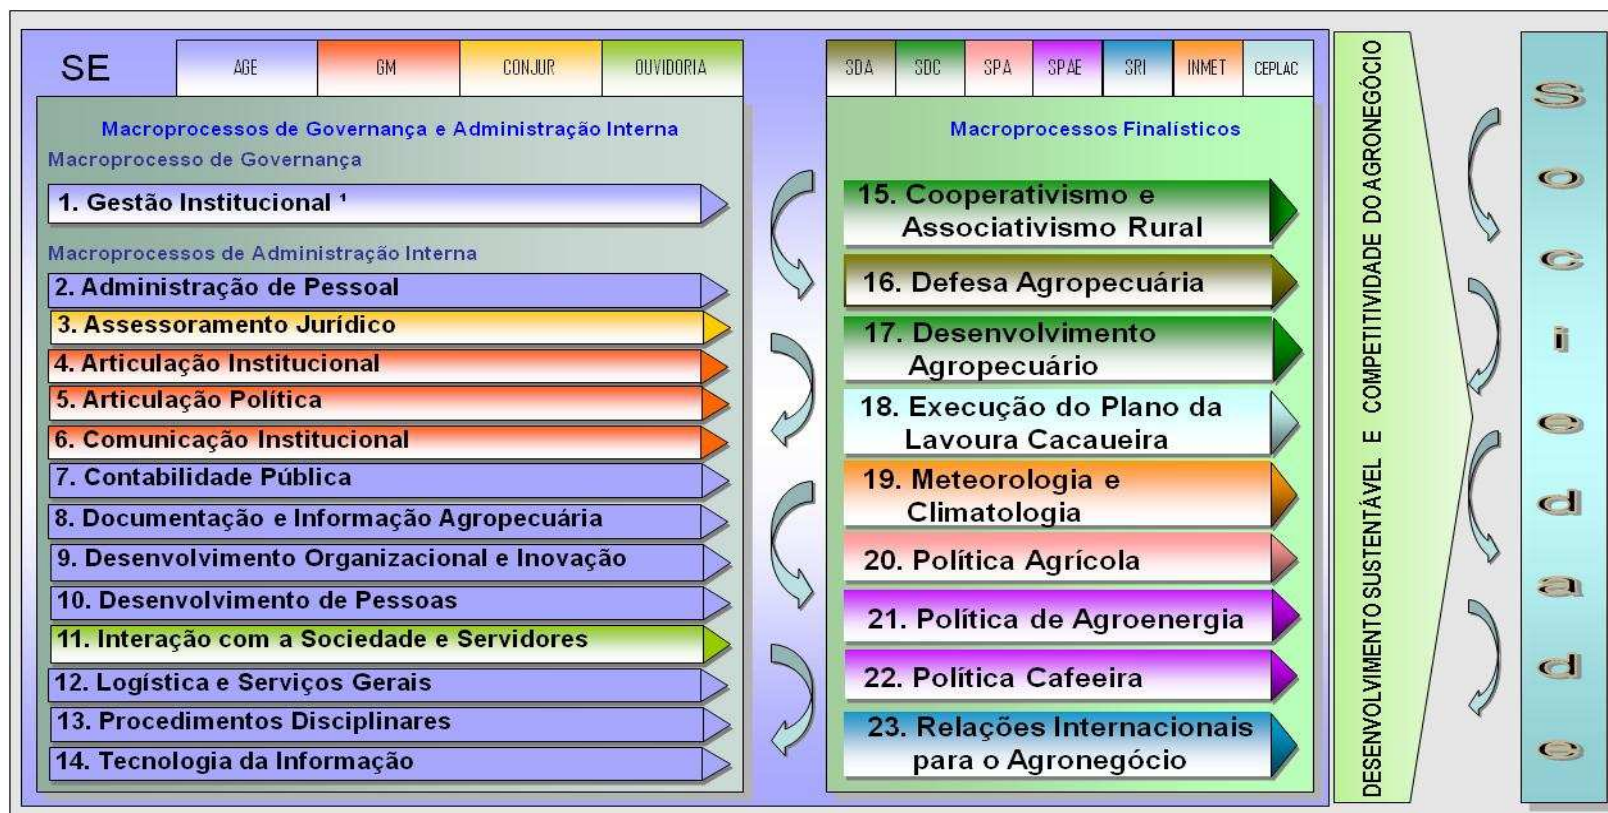 SE
AGE
GM
CONJUR
OUVIDORIA
Macroprocessos de Governança e Administração Interna
Macroprocesso de Governança
1. Gestão Institucional ¹
Macroprocessos de Administração Interna
2. Administração de Pessoal
3. Assessoramento Jurídico
4. Articulação Institucional
5. Articulação Política
6. Comunicação Institucional
7. Contabilidade Pública
8. Documentação e Informação Agropecuária
9. Desenvolvimento Organizacional e Inovação
10. Desenvolvimento de Pessoas
11. Interação com a Sociedade e Servidores
12. Logística e Serviços Gerais
13. Procedimentos Disciplinares
14. Tecnologia da Informação
SDA
SDC
SPA
SPAE
SRI
INMET
CEPLAC
Macroprocessos Finalísticos
15. Cooperativismo e
Associativismo Rural
16. Defesa Agropecuária
17. Desenvolvimento
Agropecuário
18. Execução do Plano da
Lavoura Cacaueira
19. Meteorologia e
Climatologia
20. Política Agrícola
21. Política de Agroenergia
22. Política Cafeeira
23. Relações Internacionais
para o Agronegócio
DESENVOLVIMENTO SUSTENTÁVEL E COMPETITIVIDADE DO AGRONEGÓCIO
Sociedade